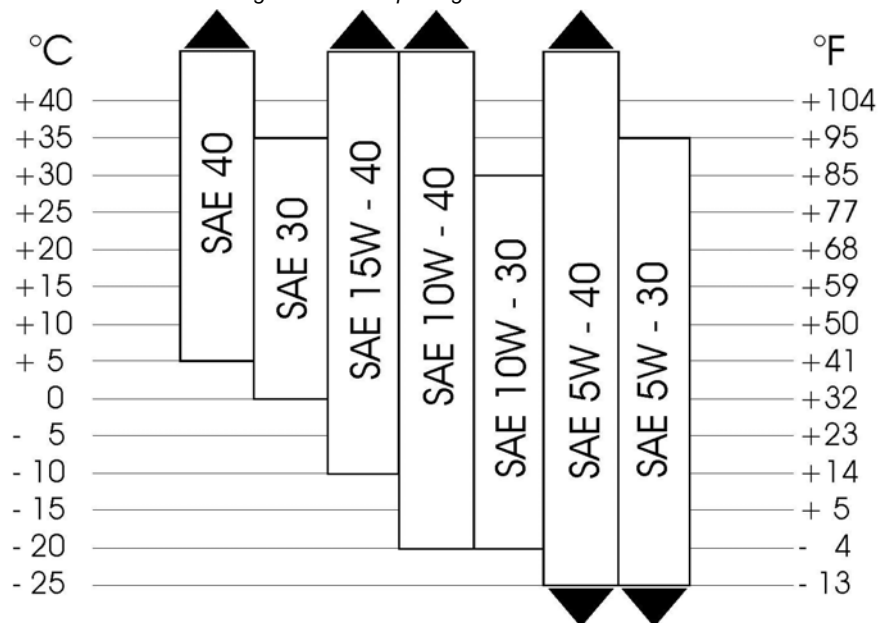 °C °F
+40 +104
+35 +95
+30 +85
+25 +77
+20 +68
+15 +59
+10 +50
+ 5 +41
0 +32
- 5 +23
- 10 +14
- 15 + 5
- 20 - 4
- 25 - 13
SAE 40
SAE 30
SAE 15W - 40
SAE 10W - 40
SAE 10W - 30
SAE 5W - 40
SAE 5W - 30